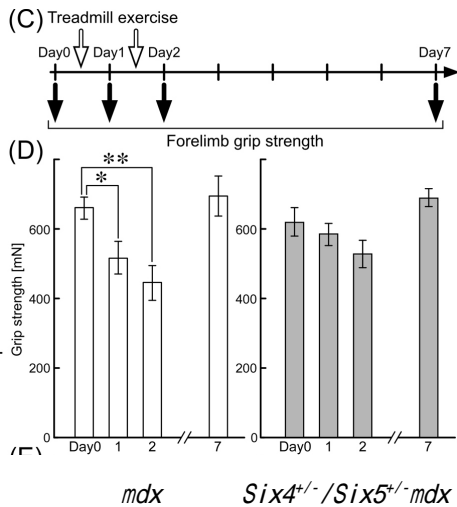 (C) Treadmill exercise
Day0 Day1 Day2 Day7
Forelimb grip strength
(D)
** 
*
Grip strength [mN]
600
400
200
0
600
400
200
0
Day0 1 2 7 Day0 1 2 7
mdx Six4+/-/Six5+/-mdx